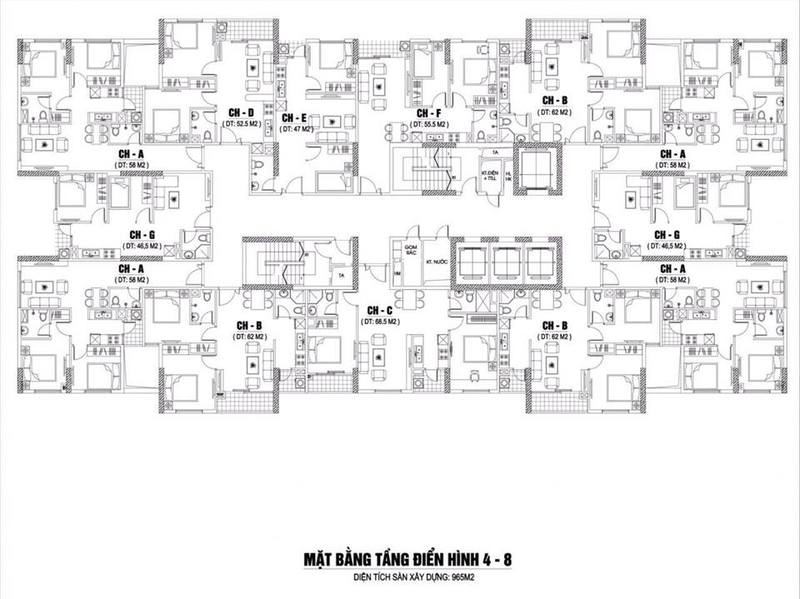 CH - D
( DT: 52.5 M2 )
CH - E
( DT: 47 M2 )
CH - F
( DT: 55.5 M2 )
CH - B
( DT: 62 M2 )
CH - A
( DT: 58 M2 )
CH - A
( DT: 58 M2 )
TA
KT.ĐIỆN
+ TTLL
CH - G
( DT: 46,5 M2 )
CH - G
( DT: 46,5 M2 )
GOM
RÁC
KT. NƯỚC
TA
CH - A
( DT: 58 M2 )
CH - A
( DT: 58 M2 )
CH - B
( DT: 62 M2 )
CH - C
( DT: 68.5 M2 )
CH - B
( DT: 62 M2 )
MẶT BẰNG TẦNG ĐIỂN HÌNH 4 - 8
DIỆN TÍCH SÀN XÂY DỰNG: 965M2